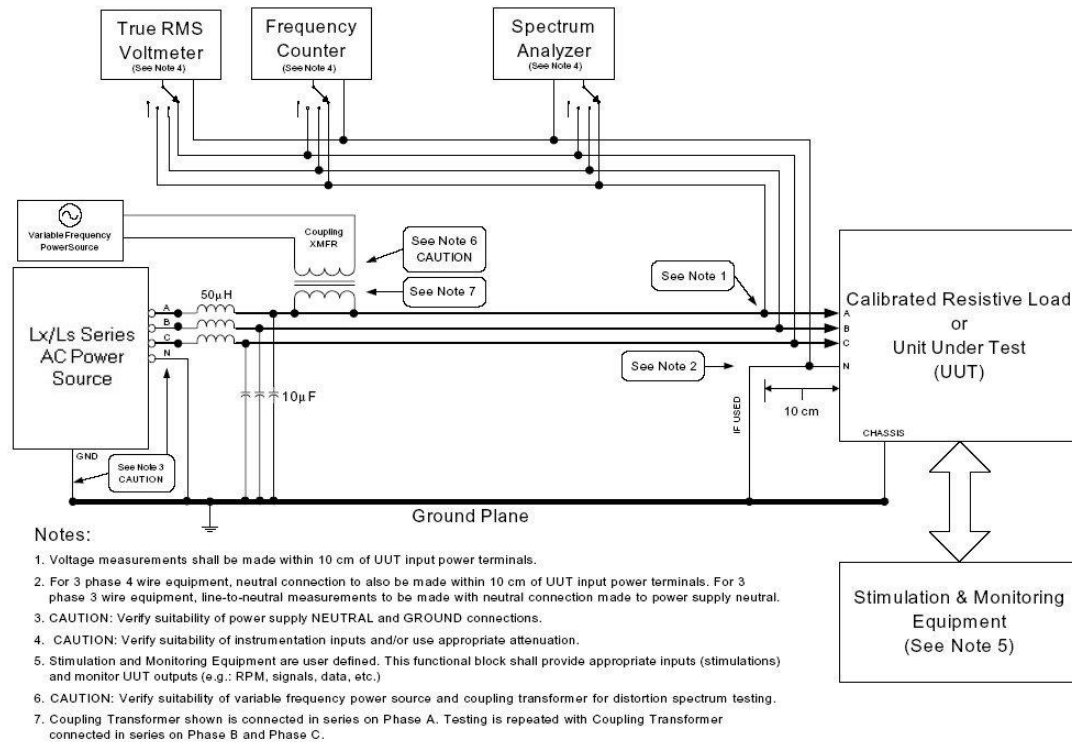 True RMS
Voltmeter
(See Note 4)
Frequency
Counter
(See Note 4)
Spectrum
Analyzer
(See Note 4)
Variable Frequency
PowerSource
Coupling
XMFR
See Note 6
CAUTION
See Note 7
See Note 1
50µH
Lx/Ls Series
AC Power
Source
A
B
C
N
Calibrated Resistive Load
or
Unit Under Test
(UUT)
A
B
C
N
See Note 2
10µF
10 cm
IF USED
CHASSIS
GND
See Note 3
CAUTION
Ground Plane
Stimulation & Monitoring
Equipment
(See Note 5)
Notes:
1. Voltage measurements shall be made within 10 cm of UUT input power terminals.
2. For 3 phase 4 wire equipment, neutral connection to also be made within 10 cm of UUT input power terminals. For 3
phase 3 wire equipment, line-to-neutral measurements to be made with neutral connection made to power supply neutral.
3. CAUTION: Verify suitability of power supply NEUTRAL and GROUND connections.
4. CAUTION: Verify suitability of instrumentation inputs and/or use appropriate attenuation.
5. Stimulation and Monitoring Equipment are user defined. This functional block shall provide appropriate inputs (stimulations)
and monitor UUT outputs (e.g.: RPM, signals, data, etc.)
6. CAUTION: Verify suitability of variable frequency power source and coupling transformer for distortion spectrum testing.
7. Coupling Transformer shown is connected in series on Phase A. Testing is repeated with Coupling Transformer
connected in series on Phase B and Phase C.